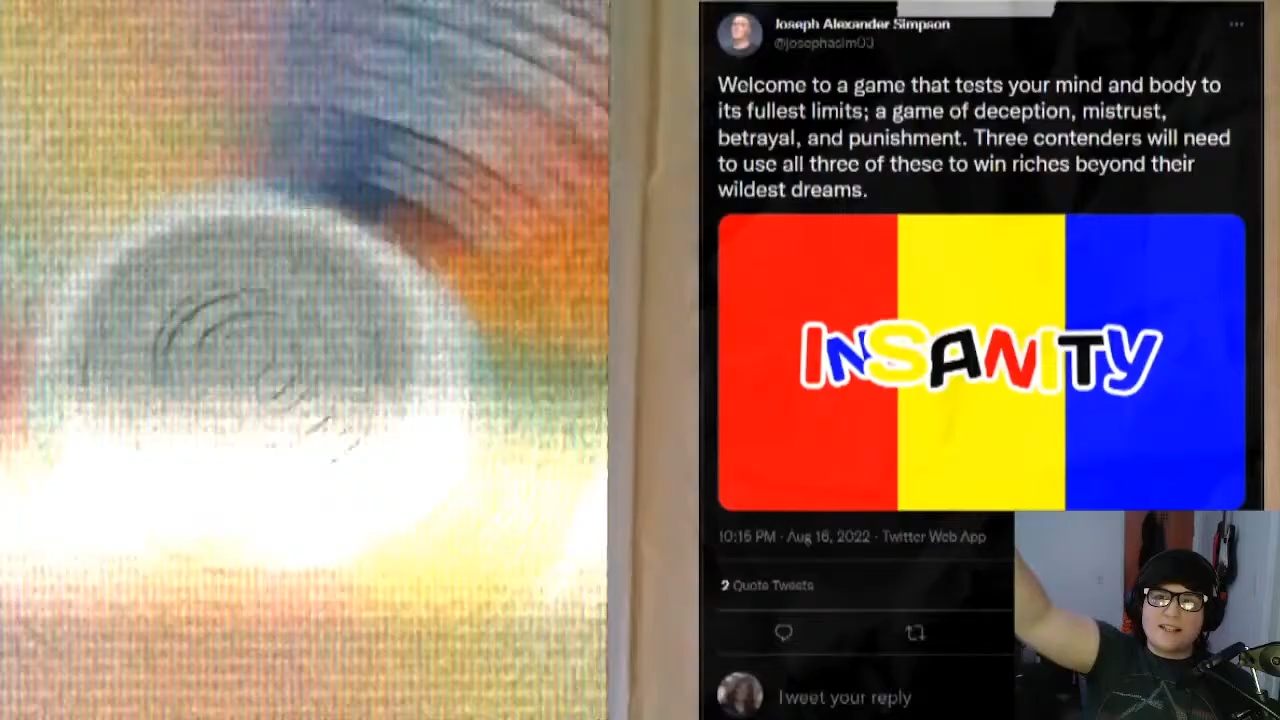 Joseph Alexander Simpson
@josephasim03
Welcome to a game that tests your mind and body to
its fullest limits; a game of deception, mistrust,
betrayal, and punishment. Three contenders will need
to use all three of these to win riches beyond their
wildest dreams.
INSANITY
10:15 PM · Aug 16, 2022 · Twitter Web App
2 Quote Tweets
Tweet your reply